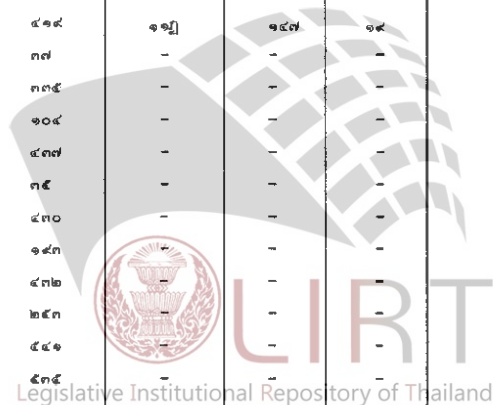 ๔๑๙ ๑๔๗ ๑๙
๓๗ - - -
๓๓๕ - - -
๑๐๔ - - -
๔๓๗ - - -
๓๕ - - -
๔๓๐ - - -
๑๙๓ - - -
๔๓๒ - - -
๒๕๓ - - -
๕๔๑ - - -
๕๓๕ - - -
LIRT
Legislative Institutional Repository of Thailand